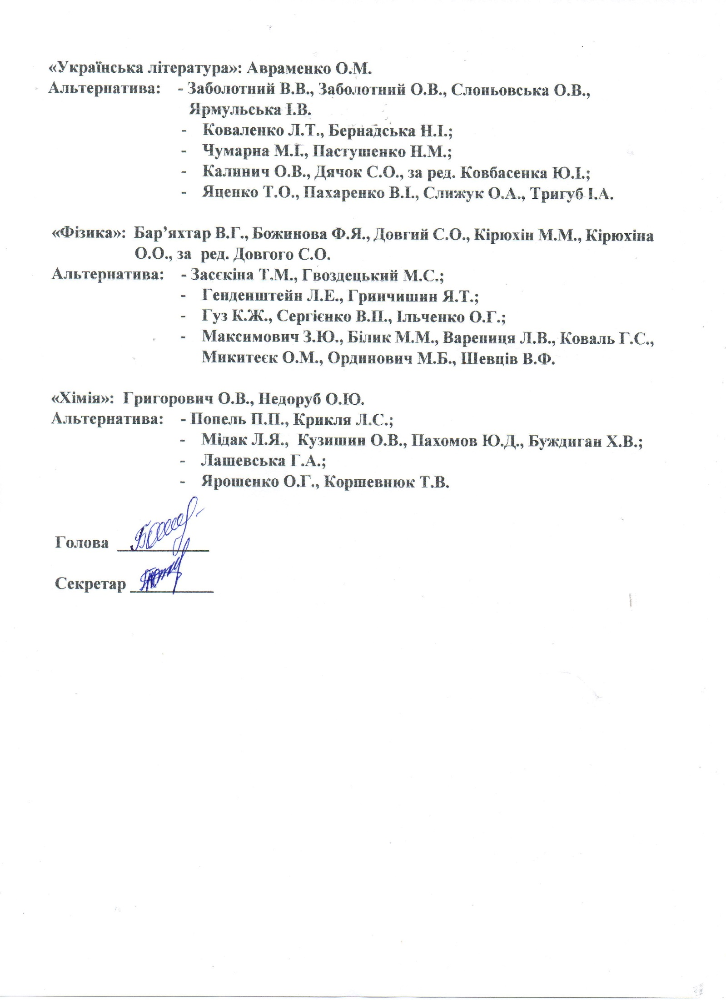 «Українська література»: Авраменко О.М.
Альтернатива: - Заболотний В.В., Заболотний О.В., Слоньовська О.В.,
Ярмульська І.В.
- Коваленко Л.Т., Бернадська Н.І.;
- Чумарна М.І., Пастушенко Н.М.;
- Калинич О.В., Дячок С.О., за ред. Ковбасенка Ю.І.;
- Яценко Т.О., Пахаренко В.І., Слижук О.А., Тригуб І.А.
«Фізика»: Бар’яхтар В.Г., Божинова Ф.Я., Довгий С.О., Кірюхін М.М., Кірюхіна
О.О., за ред. Довгого С.О.
Альтернатива: - Засєкіна Т.М., Гвоздецький М.С.;
- Генденштейн Л.Е., Гринчишин Я.Т.;
- Гуз К.Ж., Сергієнко В.П., Ільченко О.Г.;
- Максимович З.Ю., Білик М.М., Варениця Л.В., Коваль Г.С.,
Микитеєк О.М., Ординович М.Б., Шевців В.Ф.
«Хімія»: Григорович О.В., Недоруб О.Ю.
Альтернатива: - Попель П.П., Крикля Л.С.;
- Мідак Л.Я., Кузишин О.В., Пахомов Ю.Д., Буждиган Х.В.;
- Лашевська Г.А.;
- Ярошенко О.Г., Коршевнюк Т.В.
Голова
Секретар